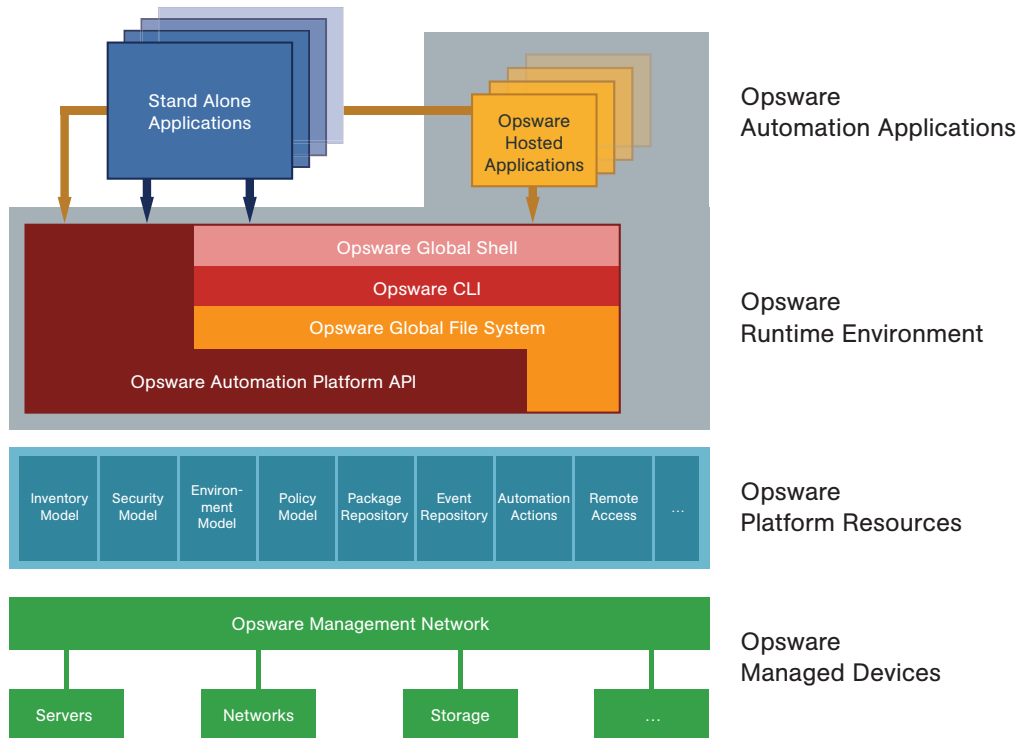 Stand Alone
Applications
Opsware
Hosted
Applications
Opsware
Automation Applications
Opsware Global Shell
Opsware CLI
Opsware Global File System
Opsware Automation Platform API
Opsware
Runtime Environment
Inventory
Model
Security
Model
Environ-
ment
Model
Policy
Model
Package
Repository
Event
Repository
Automation
Actions
Remote
Access
...
Opsware
Platform Resources
Opsware Management Network
Servers
Networks
Storage
...
Opsware
Managed Devices